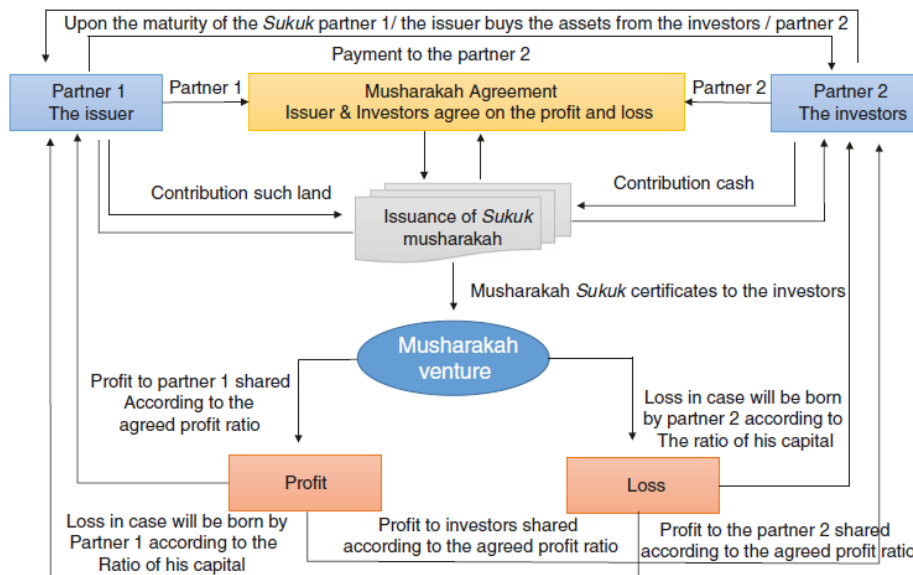 Upon the maturity of the Sukuk partner 1/ the issuer buys the assets from the investors / partner 2
Payment to the partner 2
Partner 1
The issuer
Partner 1
Musharakah Agreement
Issuer & Investors agree on the profit and loss
Partner 2
Partner 2
The investors
Contribution such land
Issuance of Sukuk
musharakah
Contribution cash
Musharakah Sukuk certificates to the investors
Musharakah
venture
Profit to partner 1 shared
According to the
agreed profit ratio
Loss in case will be born
by partner 2 according to
The ratio of his capital
Profit
Loss
Loss in case will be born by
Partner 1 according to the
Ratio of his capital
Profit to investors shared
according to the agreed profit ratio
Profit to the partner 2 shared
according to the agreed profit ratio